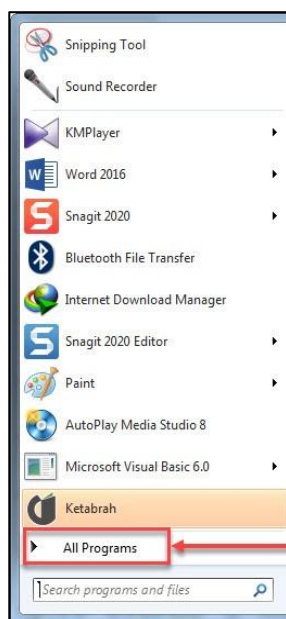 Snipping Tool
Sound Recorder
KMPlayer
Word 2016
Snagit 2020
Bluetooth File Transfer
Internet Download Manager
Snagit 2020 Editor
Paint
AutoPlay Media Studio 8
Microsoft Visual Basic 6.0
Ketabrah
All Programs
Search programs and files